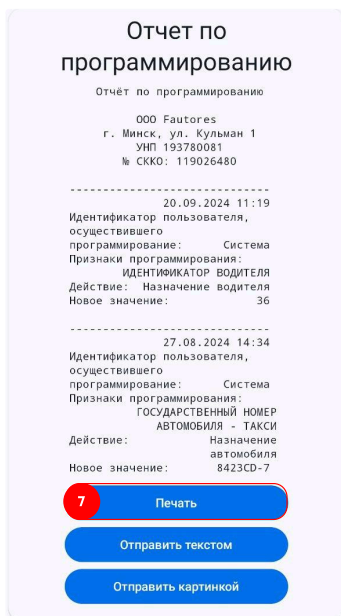 Отчет по
программированию
Отчёт по программированию
ООО Fautores
г. Минск, ул. Кульман 1
УНП 193780081
№ СККО: 119026480
-----------------------------
20.09.2024 11:19
Идентификатор пользователя,
осуществившего
программирование: Система
Признаки программирования:
ИДЕНТИФИКАТОР ВОДИТЕЛЯ
Действие: Назначение водителя
Новое значение: 36
-----------------------------
27.08.2024 14:34
Идентификатор пользователя,
осуществившего
программирование: Система
Признаки программирования:
ГОСУДАРСТВЕННЫЙ НОМЕР
АВТОМОБИЛЯ - ТАКСИ
Действие: Назначение
автомобиля
Новое значение: 8423CD-7
7 Печать
Отправить текстом
Отправить картинкой